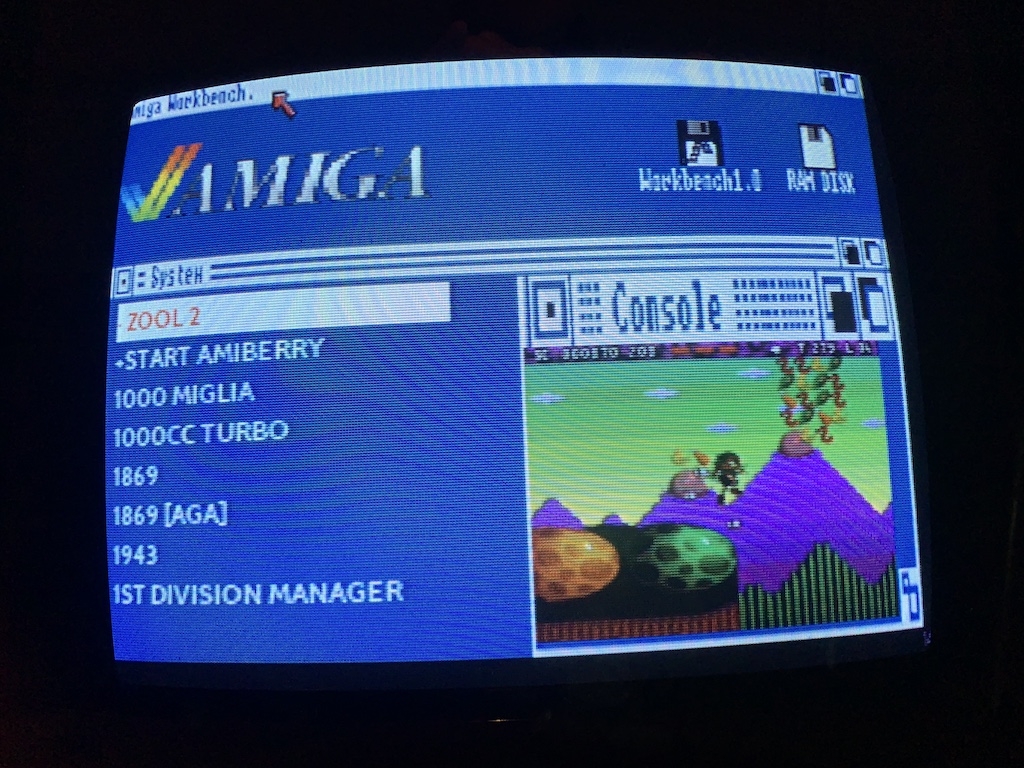 miga Workbench.
AMIGA
Workbench1.0
RAM DISK
System
Console
ZOOL 2
+START AMIBERRY
1000 MIGLIA
1000CC TURBO
1869
1869 [AGA]
1943
1ST DIVISION MANAGER